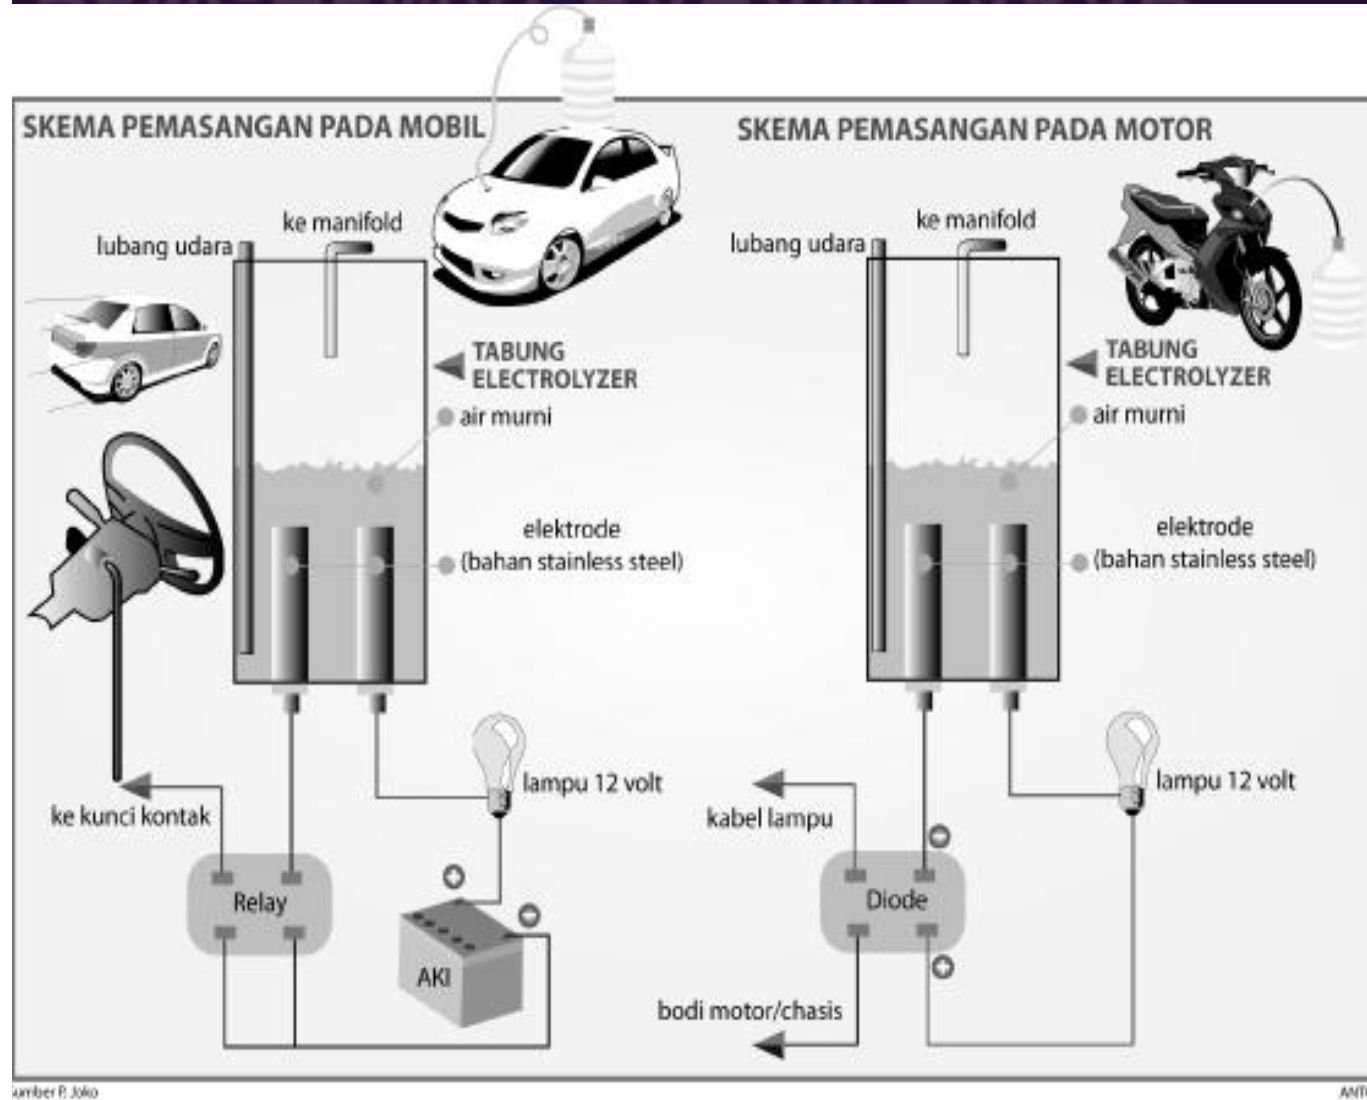 SKEMA PEMASANGAN PADA MOBIL
lubang udara
ke manifold
TABUNG
ELECTROLYZER
air murni
elektrode
(bahan stainless steel)
lampu 12 volt
ke kunci kontak
Relay
+
-
AKI
SKEMA PEMASANGAN PADA MOTOR
lubang udara
ke manifold
TABUNG
ELECTROLYZER
air murni
elektrode
(bahan stainless steel)
lampu 12 volt
kabel lampu
-
Diode
+
bodi motor/chasis
P. Joko